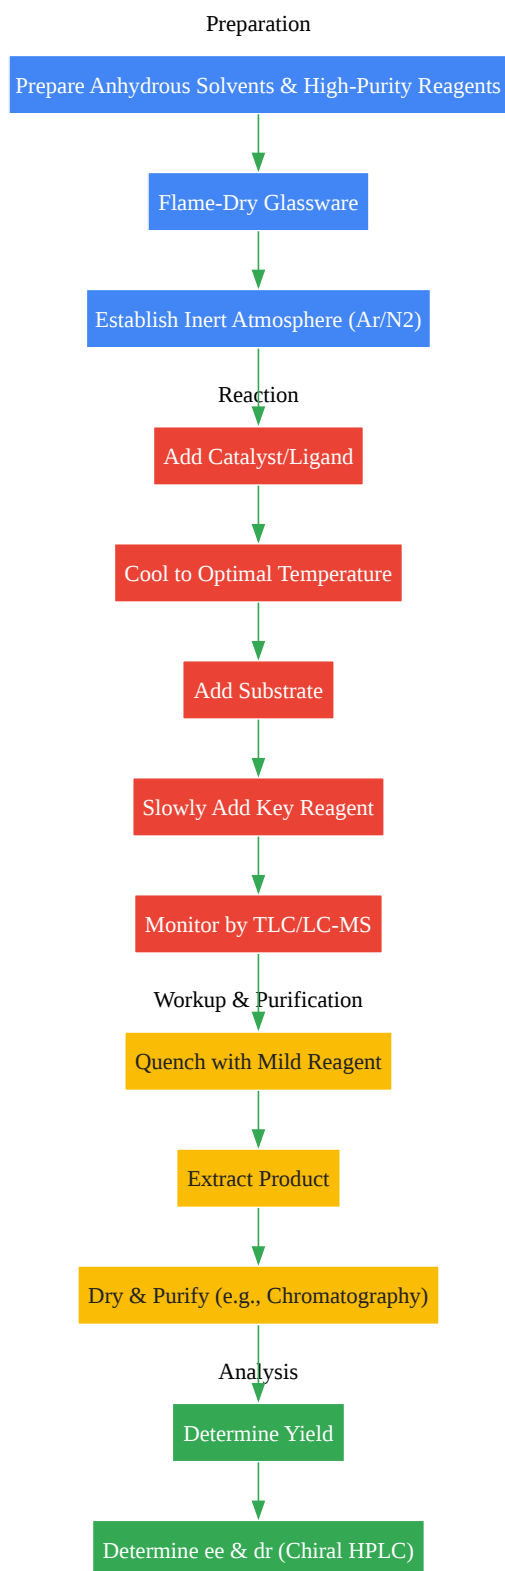 Preparation
Prepare Anhydrous Solvents & High-Purity Reagents
Flame-Dry Glassware
Establish Inert Atmosphere (Ar/N2)
Reaction
Add Catalyst/Ligand
Cool to Optimal Temperature
Add Substrate
Slowly Add Key Reagent
Monitor by TLC/LC-MS
Workup & Purification
Quench with Mild Reagent
Extract Product
Dry & Purify (e.g., Chromatography)
Analysis
Determine Yield
Determine ee & dr (Chiral HPLC)